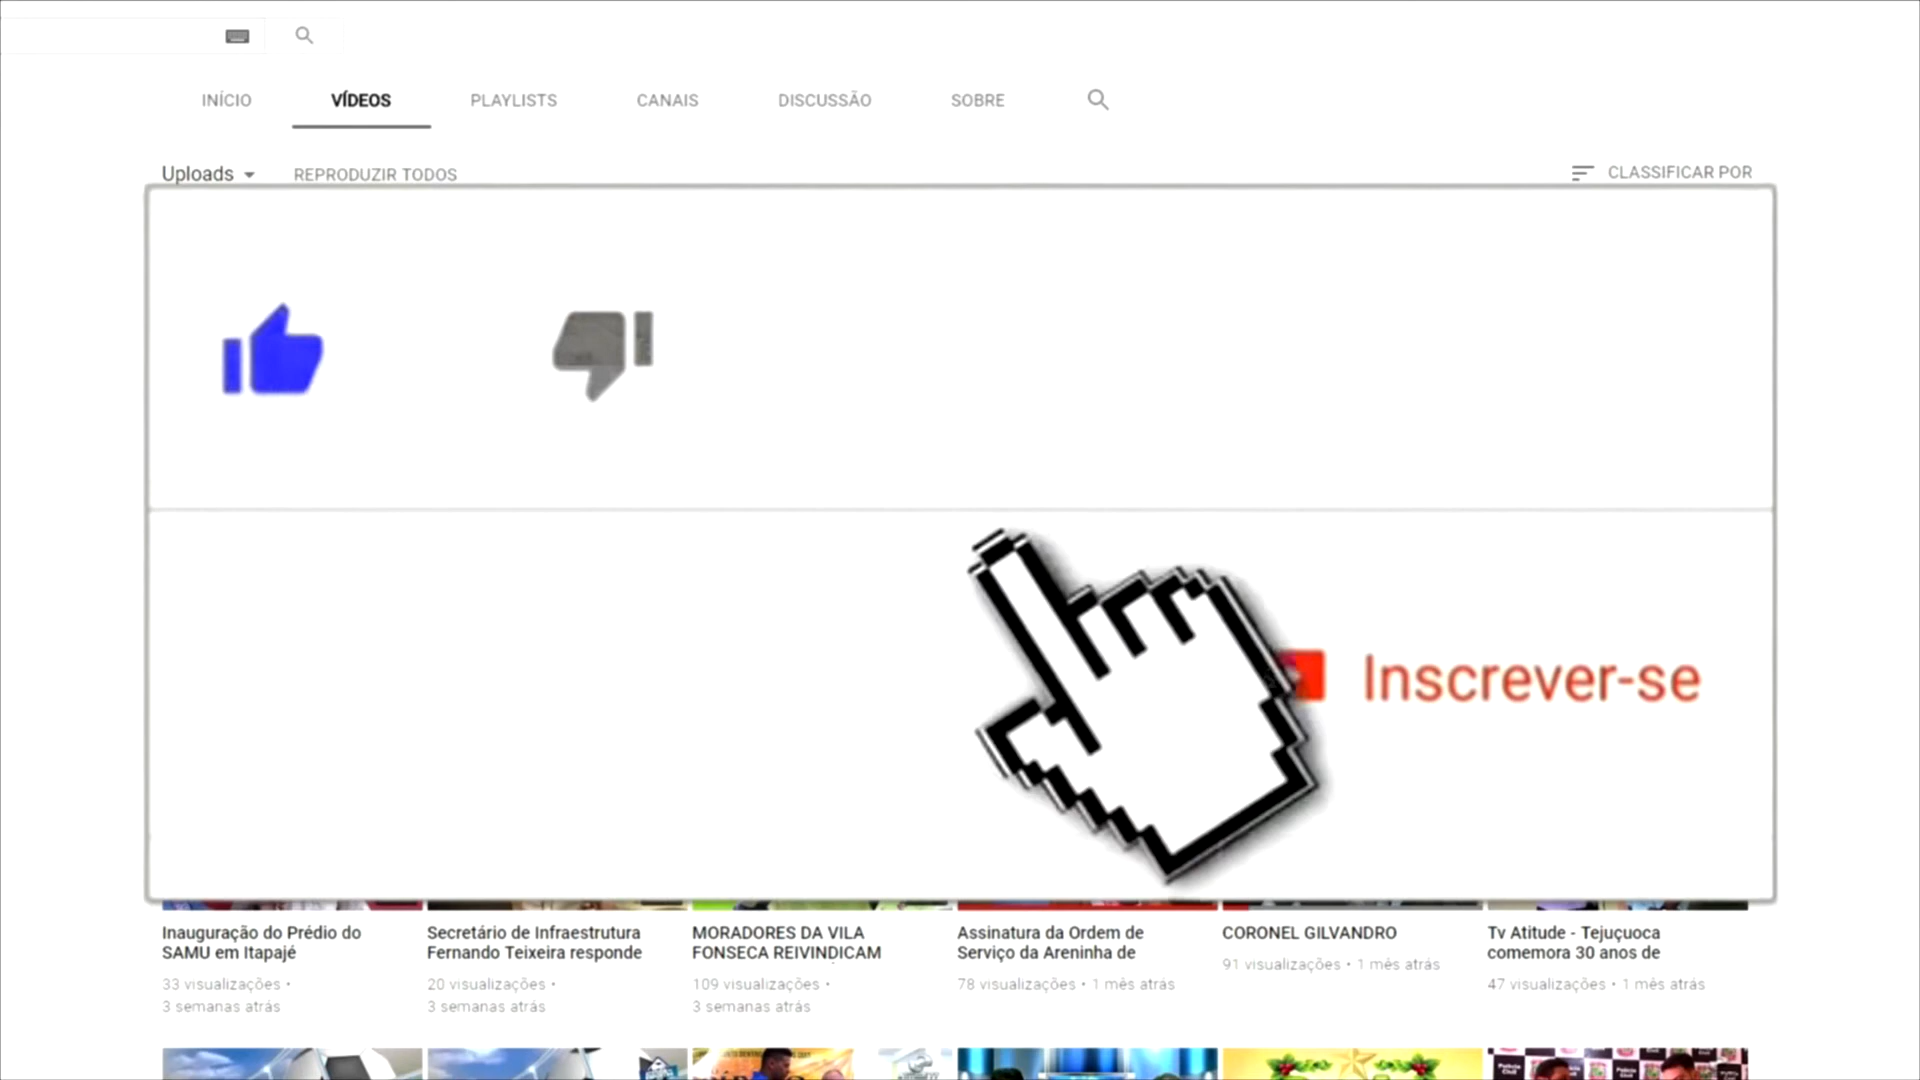 INÍCIO VÍDEOS PLAYLISTS CANAIS DISCUSSÃO SOBRE
Uploads REPRODUZIR TODOS CLASSIFICAR POR
Inscrever-se
Inauguração do Prédio do
SAMU em Itapajé
33 visualizações •
3 semanas atrás
Secretário de Infraestrutura
Fernando Teixeira responde
20 visualizações •
3 semanas atrás
MORADORES DA VILA
FONSECA REIVINDICAM
109 visualizações •
3 semanas atrás
Assinatura da Ordem de
Serviço da Areninha de
78 visualizações • 1 mês atrás
CORONEL GILVANDRO
91 visualizações • 1 mês atrás
Tv Atitude - Tejuçuoca
comemora 30 anos de
47 visualizações • 1 mês atrás